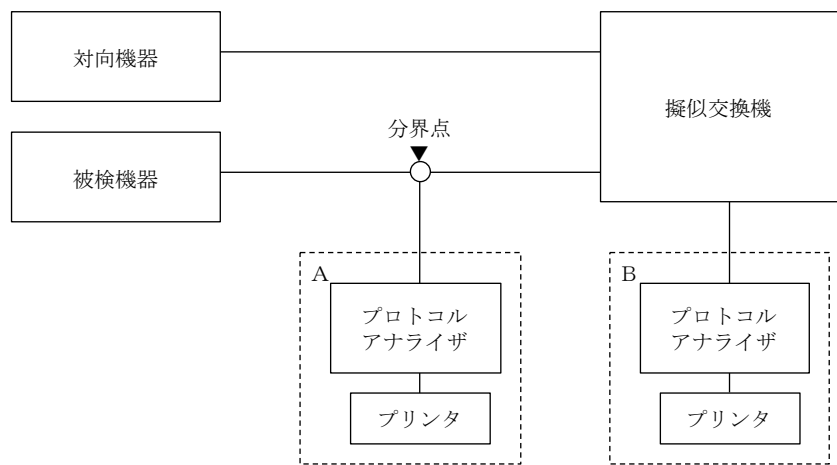 対向機器
擬似交換機
分界点
被検機器
A
プロトコル
アナライザ
プリンタ
B
プロトコル
アナライザ
プリンタ